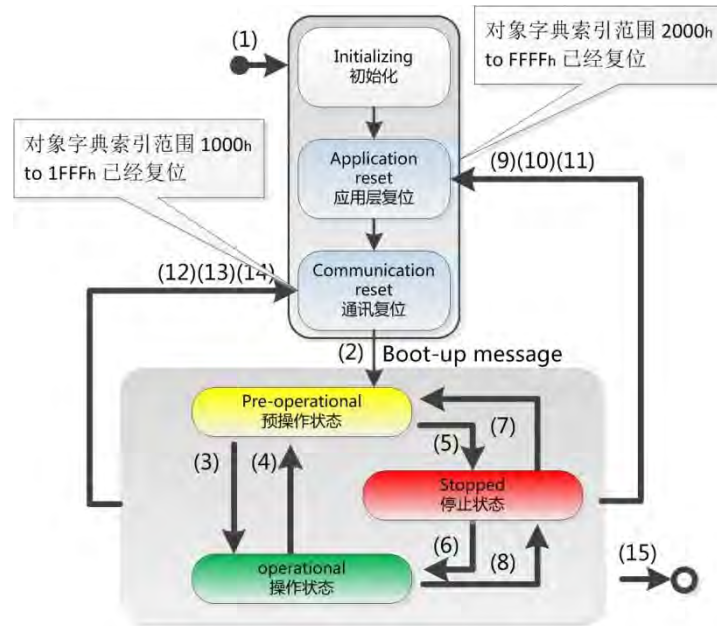 (1)
Initializing
初始化
对象字典索引范围 2000h
to FFFFh 已经复位
对象字典索引范围 1000h
to 1FFFh 已经复位
Application
reset
应用层复位
(9)(10)(11)
Communication
reset
通讯复位
(12)(13)(14)
(2)
Boot-up message
Pre-operational
预操作状态
(3)
(4)
(5)
(7)
Stopped
停止状态
(6)
(8)
operational
操作状态
(15)